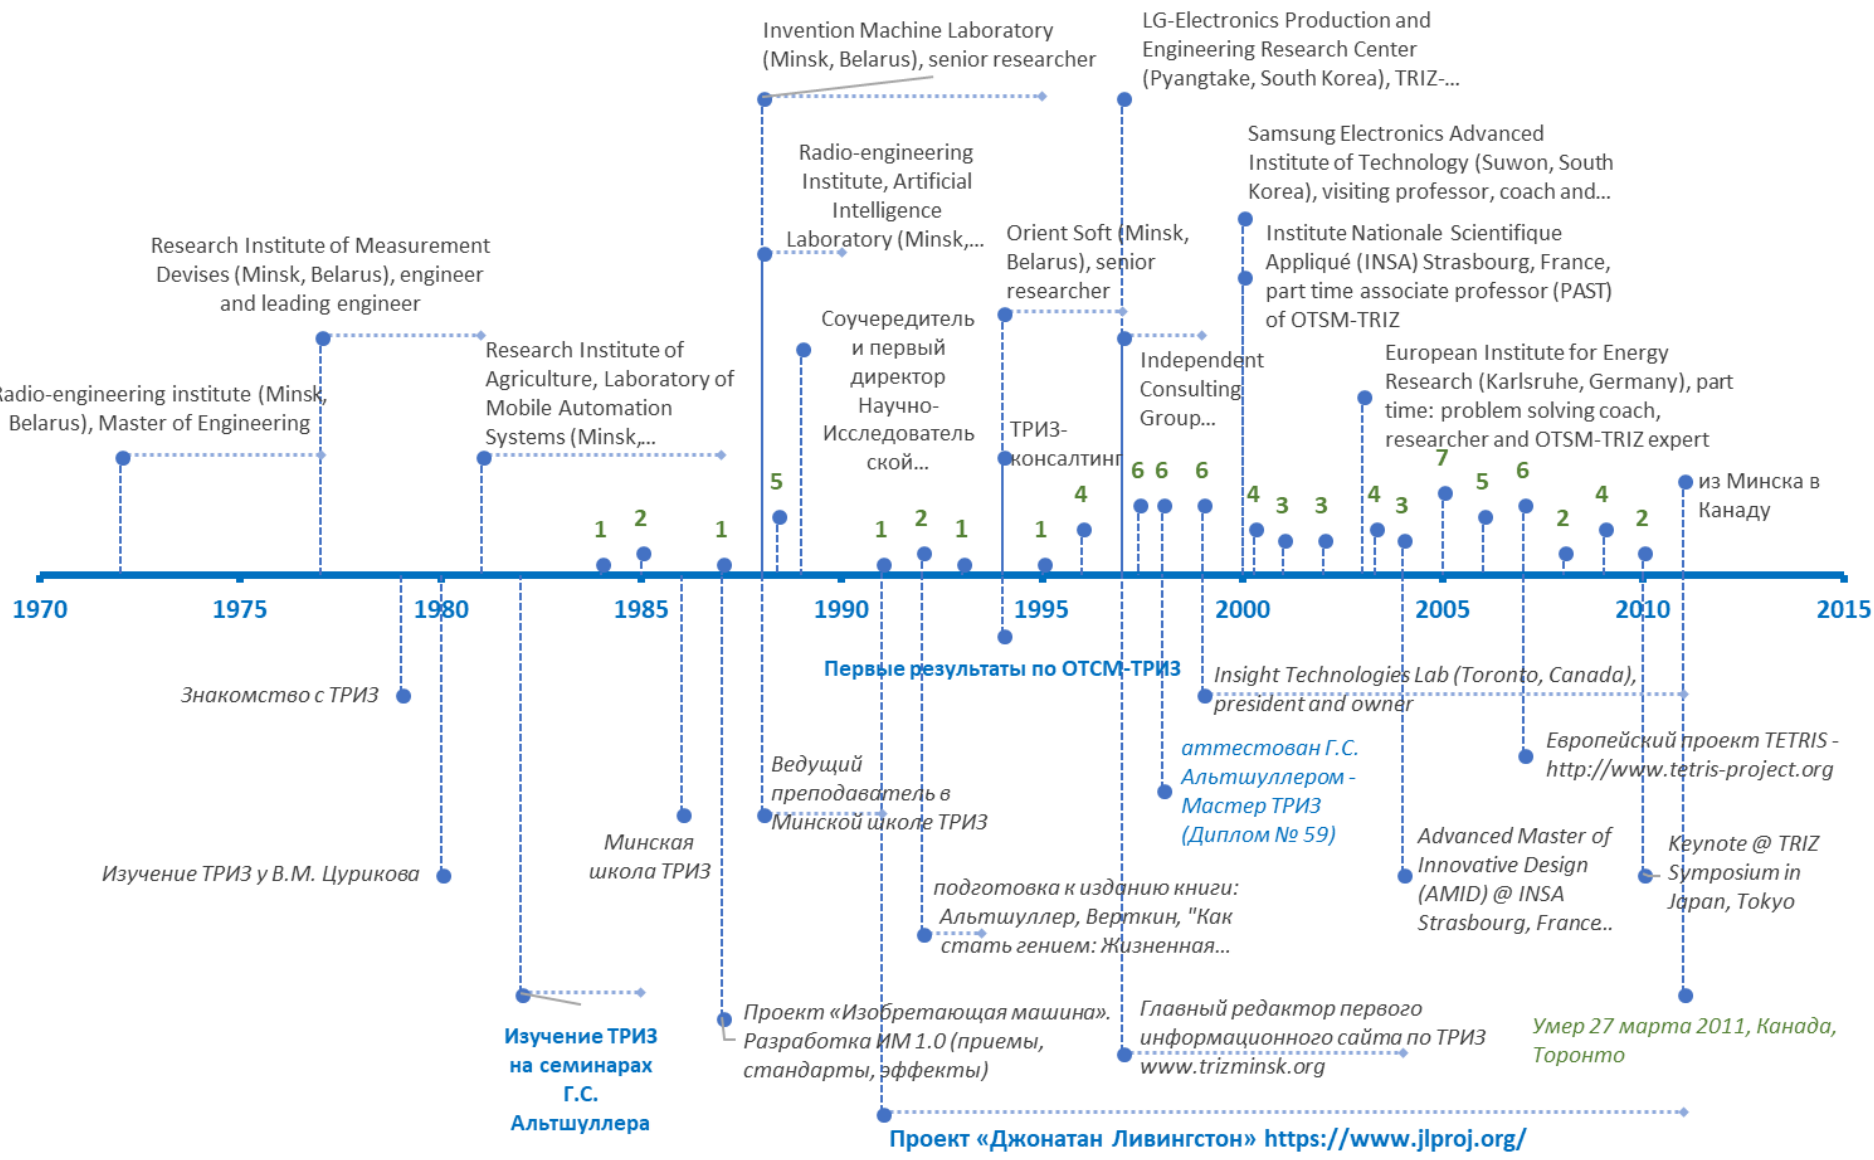 Invention Machine Laboratory
(Minsk, Belarus), senior researcher
LG-Electronics Production and
Engineering Research Center
(Pyangtake, South Korea), TRIZ-...
Radio-engineering
Institute, Artificial
Intelligence
Laboratory (Minsk,...
Samsung Electronics Advanced
Institute of Technology (Suwon, South
Korea), visiting professor, coach and...
Research Institute of Measurement
Devises (Minsk, Belarus), engineer
and leading engineer
Orient Soft (Minsk,
Belarus), senior
researcher
Institute Nationale Scientifique
Appliqué (INSA) Strasbourg, France,
part time associate professor (PAST)
of OTSM-TRIZ
adio-engineering institute (Minsk,
Belarus), Master of Engineering
Research Institute of
Agriculture, Laboratory of
Mobile Automation
Systems (Minsk,...
Соучередитель
и первый
директор
Научно-
Исследователь
ской...
Independent
Consulting
Group...
European Institute for Energy
Research (Karlsruhe, Germany), part
time: problem solving coach,
researcher and OTSM-TRIZ expert
ТРИЗ-
консалтинг
из Минска в
Канаду
1 2 1 5 1 2 1 1 4 6 6 6 4 3 3 4 3 7 5 6 2 4 2
1970 1975 1980 1985 1990 1995 2000 2005 2010 2015
Первые результаты по ОТСМ-ТРИЗ
Знакомство с ТРИЗ
Insight Technologies Lab (Toronto, Canada),
president and owner
Ведущий
преподаватель в
Минской школе ТРИЗ
аттестован Г.С.
Альтшуллером -
Мастер ТРИЗ
(Диплом № 59)
Европейский проект TETRIS -
http://www.tetris-project.org
Изучение ТРИЗ у В.М. Цурикова
Минская
школа ТРИЗ
подготовка к изданию книги:
Альтшуллер, Верткин, "Как
стать гением: Жизненная...
Advanced Master of
Innovative Design
(AMID) @ INSA
Strasbourg, France...
Keynote @ TRIZ
Symposium in
Japan, Tokyo
Изучение ТРИЗ
на семинарах
Г.С.
Альтшуллера
Проект «Изобретающая машина».
Разработка ИМ 1.0 (приемы,
стандарты, эффекты)
Главный редактор первого
информационного сайта по ТРИЗ
www.trizminsk.org
Умер 27 марта 2011, Канада,
Торонто
Проект «Джонатан Ливингстон» https://www.jlproj.org/